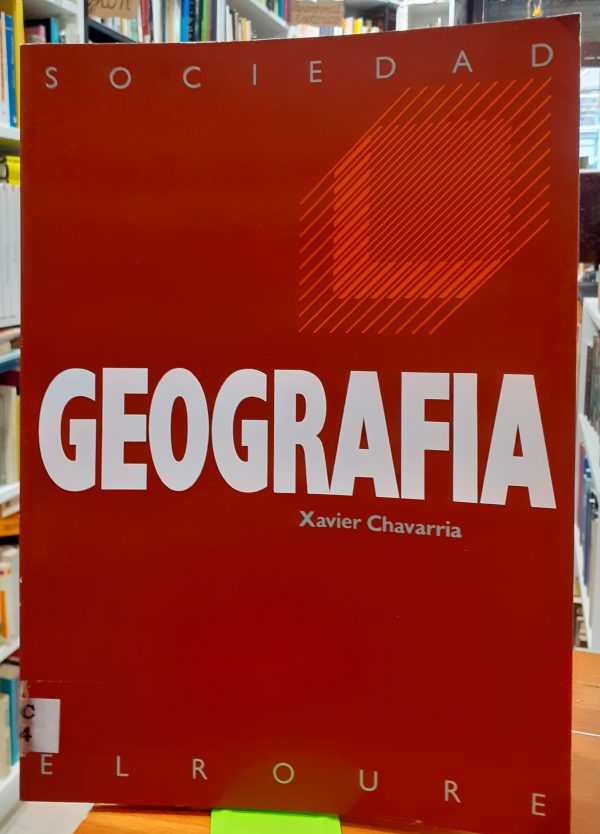 SOCIEDAD
GEOGRAFIA
Xavier Chavarria
C
4
ELROURE